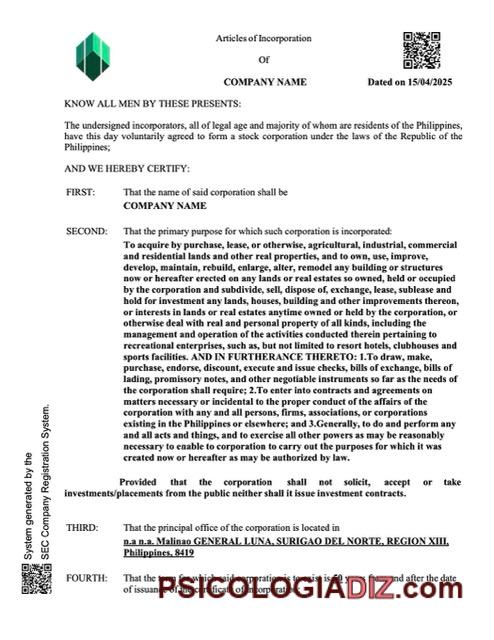 Articles of Incorporation
Of
COMPANY NAME
Dated on 15/04/2025
KNOW ALL MEN BY THESE PRESENTS:
The undersigned incorporators, all of legal age and majority of whom are residents of the Philippines,
have this day voluntarily agreed to form a stock corporation under the laws of the Republic of the
Philippines;
AND WE HEREBY CERTIFY:
FIRST: That the name of said corporation shall be
COMPANY NAME
SECOND: That the primary purpose for which such corporation is incorporated:
To acquire by purchase, lease, or otherwise, agricultural, industrial, commercial
and residential lands and other real properties, and to own, use, improve,
develop, maintain, rebuild, enlarge, alter, remodel any building or structures
now or hereafter erected on any lands or real estates so owned, held or occupied
by the corporation and subdivide, sell, dispose of, exchange, lease, sublease and
hold for investment any lands, houses, building and other improvements thereon,
or interests in lands or real estates anytime owned or held by the corporation, or
otherwise deal with real and personal property of all kinds, including the
management and operation of the activities conducted therein pertaining to
recreational enterprises, such as, but not limited to resort hotels, clubhouses and
sports facilities. AND IN FURTHERANCE THERETO: 1.To draw, make,
purchase, endorse, discount, execute and issue checks, bills of exchange, bills of
lading, promissory notes, and other negotiable instruments so far as the needs of
the corporation shall require; 2.To enter into contracts and agreements on
matters necessary or incidental to the proper conduct of the affairs of the
corporation with any and all persons, firms, associations, or corporations
existing in the Philippines or elsewhere; and 3.Generally, to do and perform any
and all acts and things, and to exercise all other powers as may be reasonably
necessary to enable to corporation to carry out the purposes for which it was
created now or hereafter as may be authorized by law.
Provided that the corporation shall not solicit, accept or take
investments/placements from the public neither shall it issue investment contracts.
THIRD: That the principal office of the corporation is located in
n.a n.a. Malinao GENERAL LUNA, SURIGAO DEL NORTE, REGION XIII,
Philippines, 8419
FOURTH: That the term for which said corporation is to exist is 50 years from and after the date
of issuance of the certificate of incorporation;
System generated by the
SEC Company Registration System.
PSICOLOGIADIZ.com